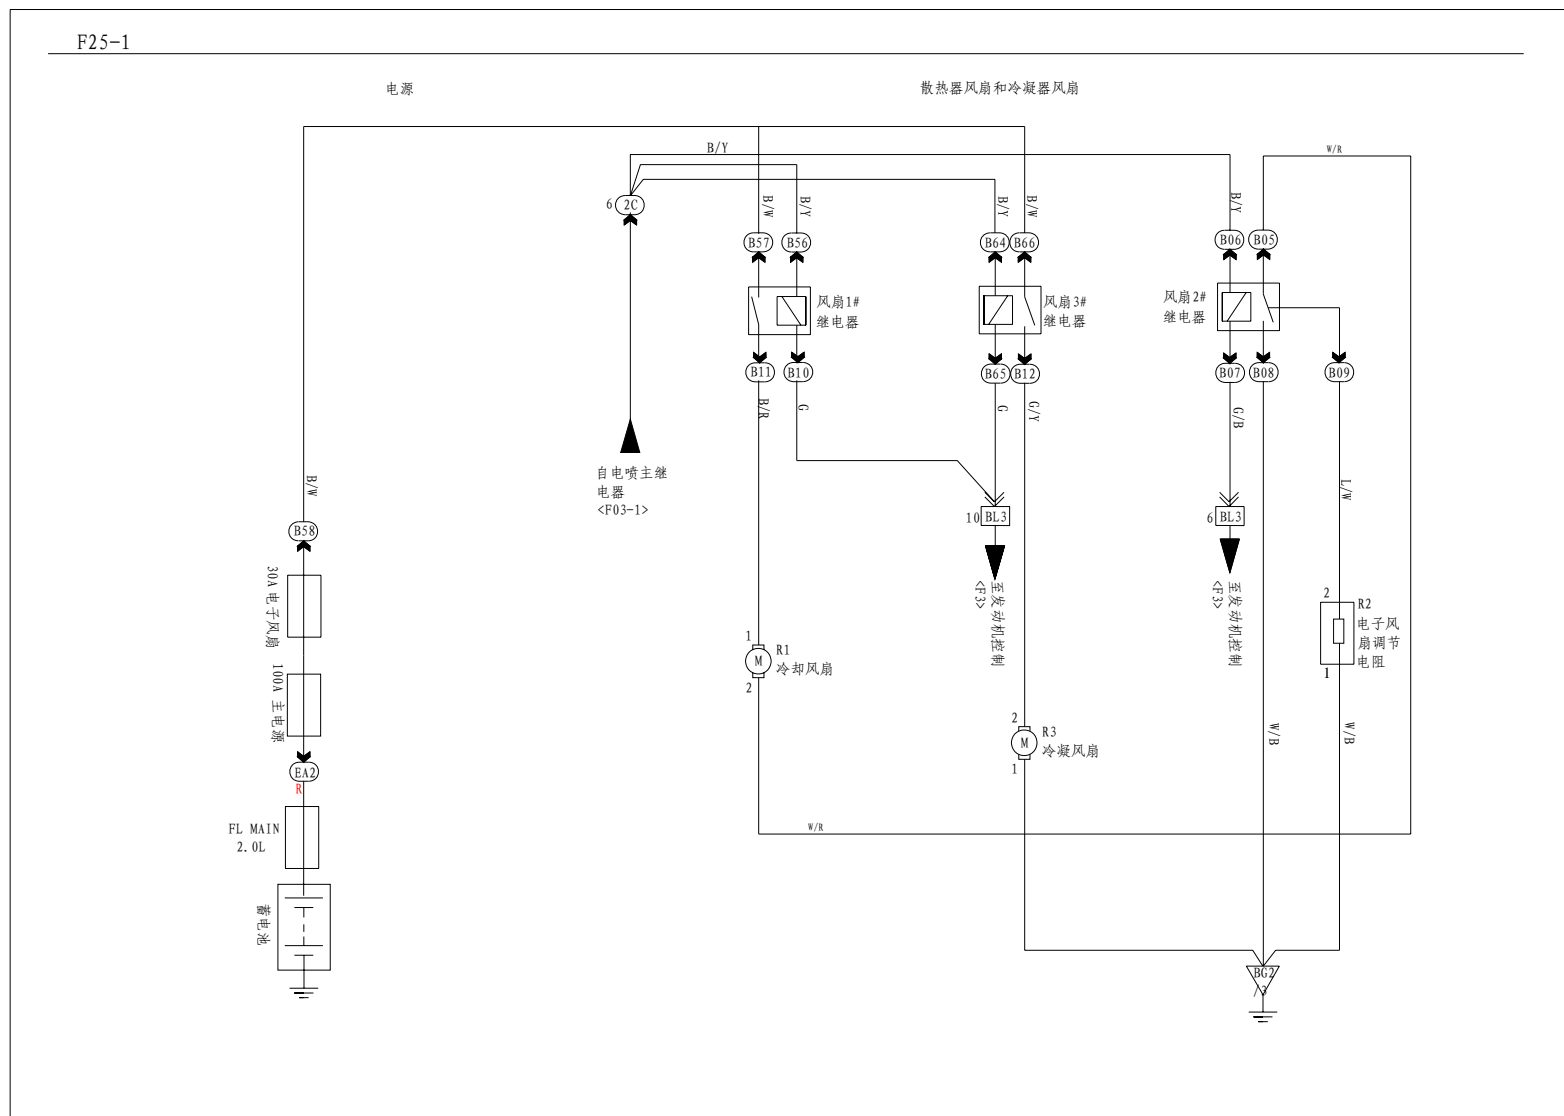 F25-1
电源
散热器风扇和冷凝器风扇
B/Y
W/R
6
2C
B/W
B/Y
B/Y
B/W
B/Y
B57
B56
B64
B66
B06
B05
风扇1#
继电器
风扇3#
继电器
风扇2#
继电器
B11
B10
B65
B12
B07
B08
B09
B/R
G
G
G/Y
G/B
自电喷主继
电器
<F03-1>
B/W
L/W
B58
10
BL3
6
BL3
30A 电子风扇
至发动机控制
<F3>
至发动机控制
<F3>
2
R2
电子风
扇调节
电阻
1
1
M
R1
冷却风扇
2
100A 主电源
2
M
R3
冷凝风扇
1
W/B
W/B
EA2
R
FL MAIN
2.0L
W/R
蓄电池
BG2
/3